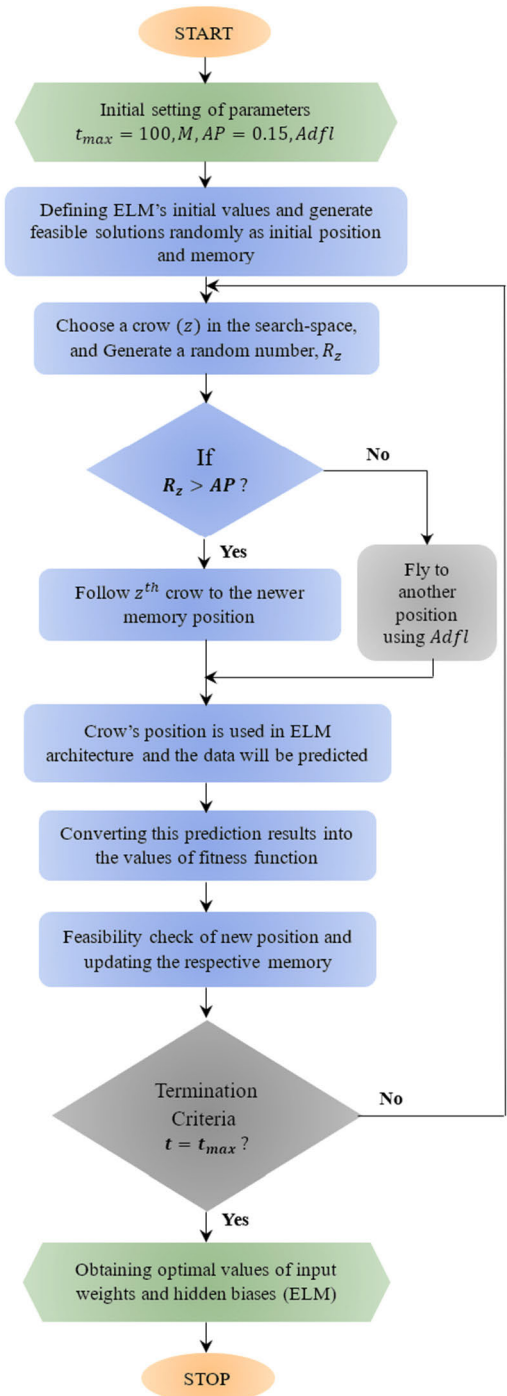 START
Initial setting of parameters
t_max = 100, M, AP = 0.15, Adfl
Defining ELM's initial values and generate
feasible solutions randomly as initial position
and memory
Choose a crow (z) in the search-space,
and Generate a random number, R_z
If
R_z > AP ?
No
Yes
Fly to
another
position
using Adfl
Follow z^th crow to the newer
memory position
Crow's position is used in ELM
architecture and the data will be predicted
Converting this prediction results into
the values of fitness function
Feasibility check of new position and
updating the respective memory
Termination
Criteria
t = t_max ?
No
Yes
Obtaining optimal values of input
weights and hidden biases (ELM)
STOP